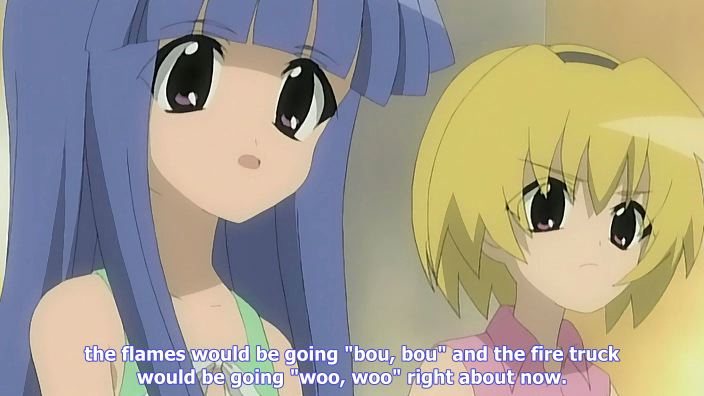 the flames would be going "bou, bou" and the fire truck
would be going "woo, woo" right about now.